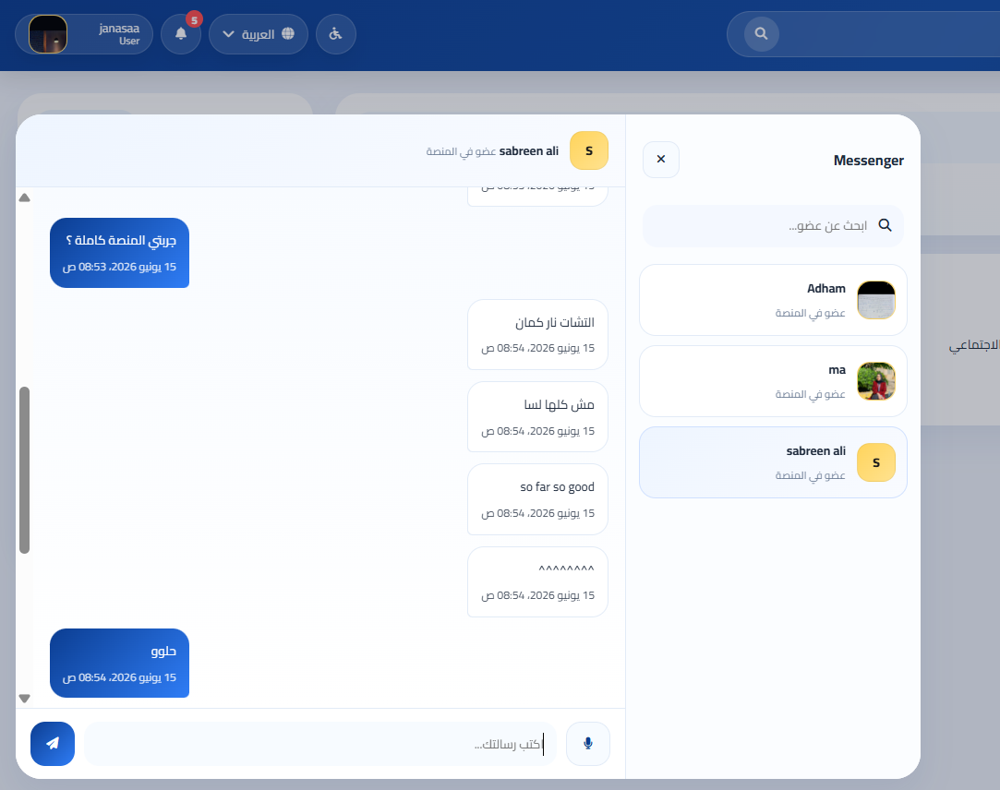 janasaa
User
5
العربية
Messenger
ابحث عن عضو...
Adham
عضو في المنصة
ma
عضو في المنصة
S
sabreen ali
عضو في المنصة
S
sabreen ali عضو في المنصة
15 يونيو 2026، 08:53 ص
جربتي المنصة كاملة ؟
15 يونيو 2026، 08:53 ص
التشات نار كمان
15 يونيو 2026، 08:54 ص
مش كلها لسا
15 يونيو 2026، 08:54 ص
so far so good
15 يونيو 2026، 08:54 ص
^^^^^^^^
15 يونيو 2026، 08:54 ص
حلوو
15 يونيو 2026، 08:54 ص
اكتب رسالتك...
الاجتماعي